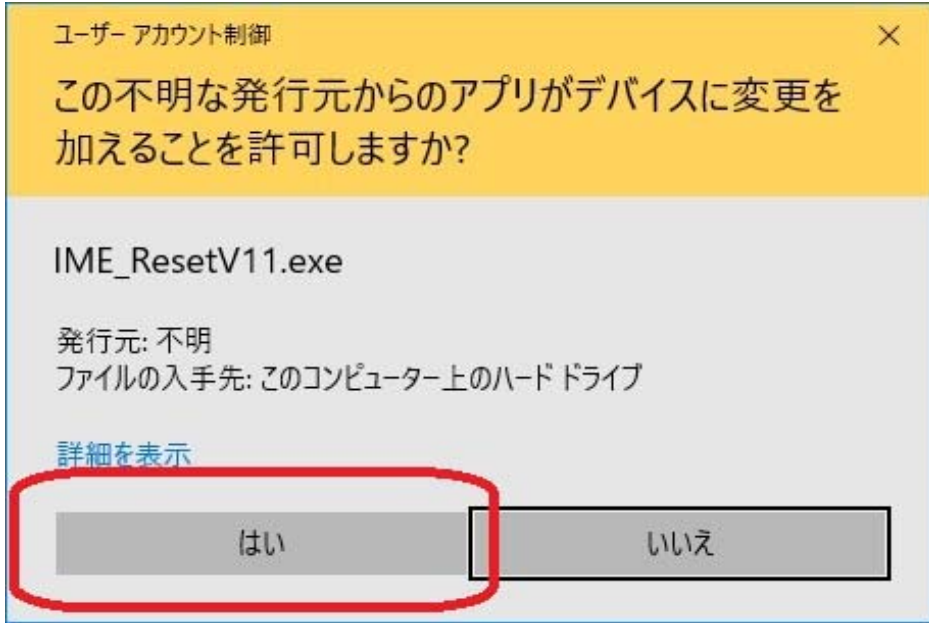 ユーザー アカウント制御
この不明な発行元からのアプリがデバイスに変更を
加えることを許可しますか?
IME_ResetV11.exe
発行元: 不明
ファイルの入手先: このコンピューター上のハード ドライブ
詳細を表示
はい
いいえ